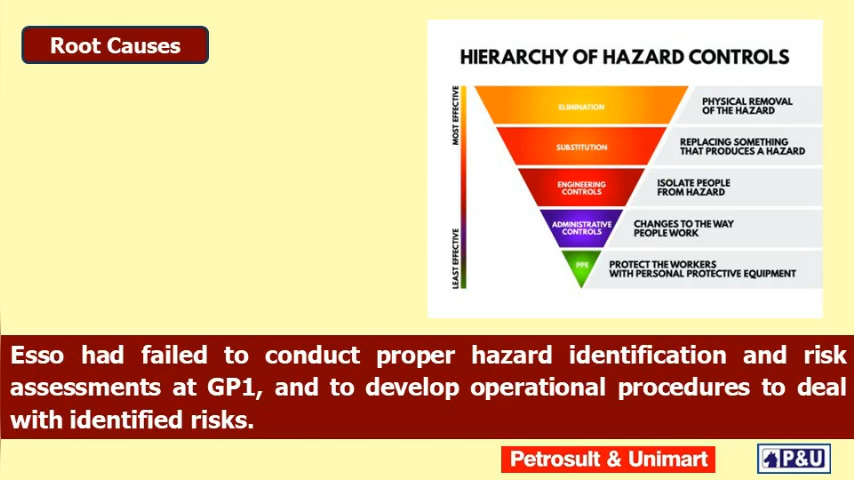 Root Causes
HIERARCHY OF HAZARD CONTROLS
MOST EFFECTIVE
LEAST EFFECTIVE
ELIMINATION
PHYSICAL REMOVAL
OF THE HAZARD
SUBSTITUTION
REPLACING SOMETHING
THAT PRODUCES A HAZARD
ENGINEERING
CONTROLS
ISOLATE PEOPLE
FROM HAZARD
ADMINISTRATIVE
CONTROLS
CHANGES TO THE WAY
PEOPLE WORK
PPE
PROTECT THE WORKERS
WITH PERSONAL PROTECTIVE EQUIPMENT
Esso had failed to conduct proper hazard identification and risk
assessments at GP1, and to develop operational procedures to deal
with identified risks.
Petrosult & Unimart
P&U